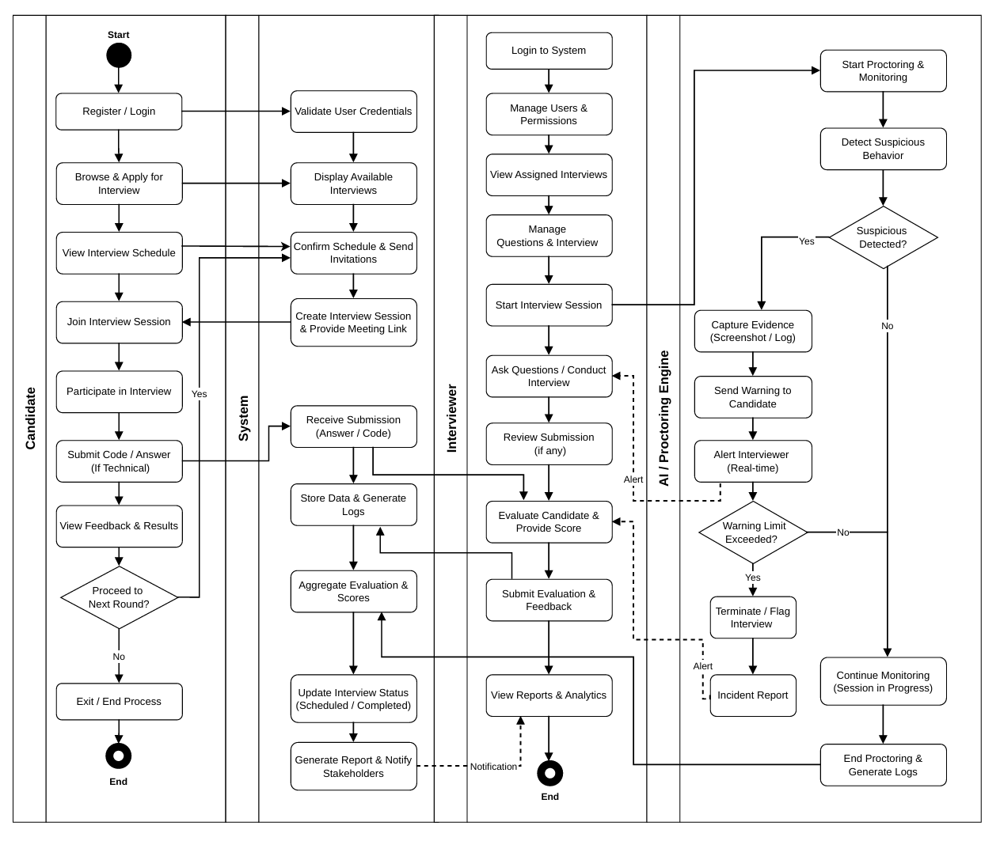 Candidate
Start
Register / Login
Browse & Apply for
Interview
View Interview Schedule
Join Interview Session
Participate in Interview
Submit Code / Answer
(If Technical)
View Feedback & Results
Proceed to
Next Round?
Yes
No
Exit / End Process
End
System
Validate User Credentials
Display Available
Interviews
Confirm Schedule & Send
Invitations
Create Interview Session
& Provide Meeting Link
Receive Submission
(Answer / Code)
Store Data & Generate
Logs
Aggregate Evaluation &
Scores
Update Interview Status
(Scheduled / Completed)
Generate Report & Notify
Stakeholders
Notification
Interviewer
Login to System
Manage Users &
Permissions
View Assigned Interviews
Manage
Questions & Interview
Start Interview Session
Ask Questions / Conduct
Interview
Review Submission
(if any)
Evaluate Candidate &
Provide Score
Submit Evaluation &
Feedback
View Reports & Analytics
End
AI / Proctoring Engine
Start Proctoring &
Monitoring
Detect Suspicious
Behavior
Suspicious
Detected?
Yes
No
Capture Evidence
(Screenshot / Log)
Send Warning to
Candidate
Alert Interviewer
(Real-time)
Alert
Warning Limit
Exceeded?
No
Yes
Terminate / Flag
Interview
Alert
Incident Report
Continue Monitoring
(Session in Progress)
End Proctoring &
Generate Logs